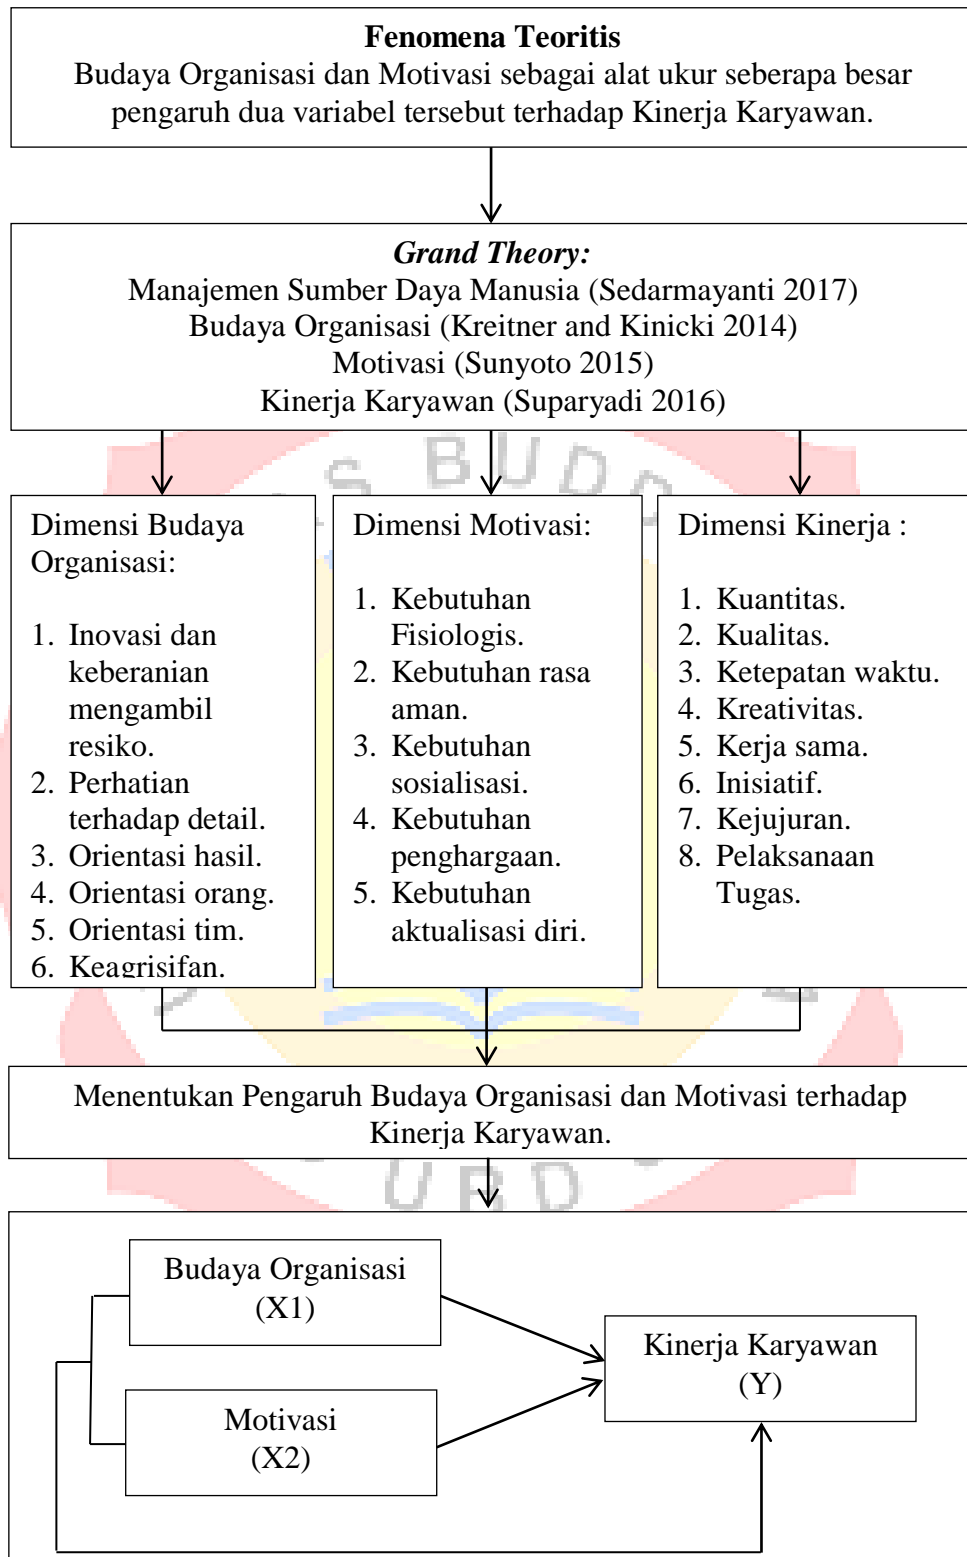 Fenomena Teoritis
Budaya Organisasi dan Motivasi sebagai alat ukur seberapa besar
pengaruh dua variabel tersebut terhadap Kinerja Karyawan.
Grand Theory:
Manajemen Sumber Daya Manusia (Sedarmayanti 2017)
Budaya Organisasi (Kreitner and Kinicki 2014)
Motivasi (Sunyoto 2015)
Kinerja Karyawan (Suparyadi 2016)
Dimensi Budaya
Organisasi:
1. Inovasi dan
keberanian
mengambil
resiko.
2. Perhatian
terhadap detail.
3. Orientasi hasil.
4. Orientasi orang.
5. Orientasi tim.
6. Keagrisifan.
Dimensi Motivasi:
1. Kebutuhan
Fisiologis.
2. Kebutuhan rasa
aman.
3. Kebutuhan
sosialisasi.
4. Kebutuhan
penghargaan.
5. Kebutuhan
aktualisasi diri.
Dimensi Kinerja :
1. Kuantitas.
2. Kualitas.
3. Ketepatan waktu.
4. Kreativitas.
5. Kerja sama.
6. Inisiatif.
7. Kejujuran.
8. Pelaksanaan
Tugas.
Menentukan Pengaruh Budaya Organisasi dan Motivasi terhadap
Kinerja Karyawan.
UBD
Budaya Organisasi
(X1)
Motivasi
(X2)
Kinerja Karyawan
(Y)